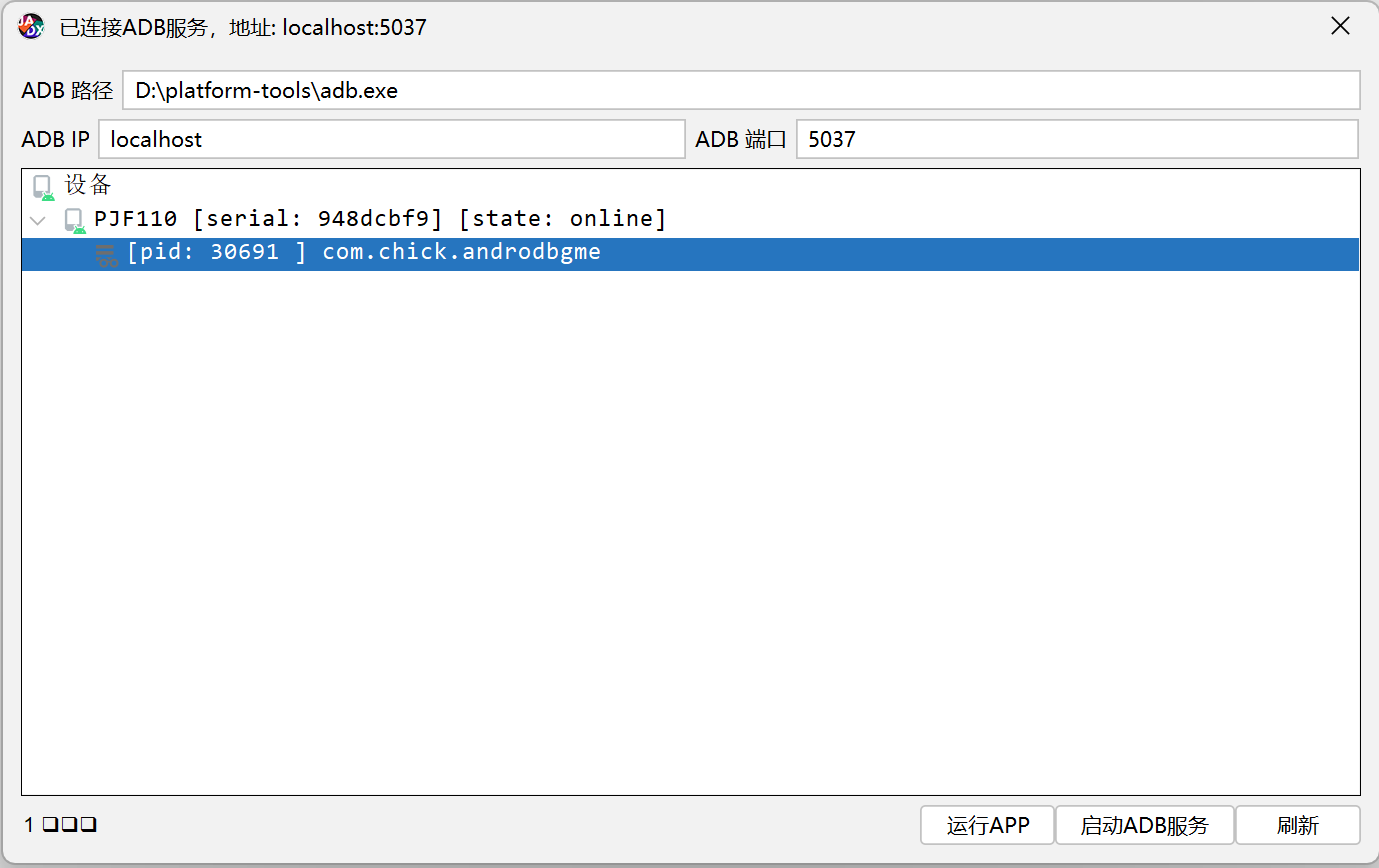 已连接ADB服务，地址: localhost:5037
ADB 路径 D:\platform-tools\adb.exe
ADB IP localhost ADB 端口 5037
设备
PJF110 [serial: 948dcbf9] [state: online]
[pid: 30691 ] com.chick.androdbgme
1 ❑❑❑
运行APP 启动ADB服务 刷新